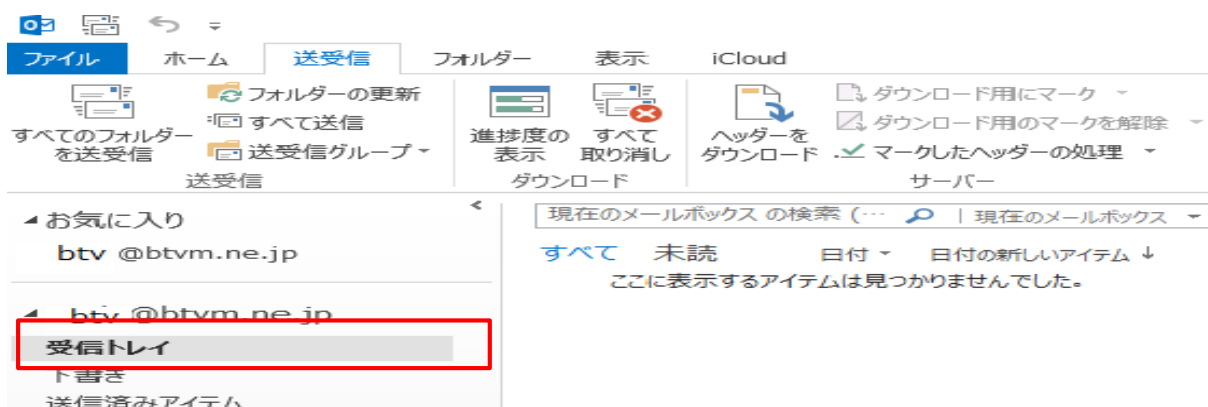 ファイル ホーム 送受信 フォルダー 表示 iCloud
すべてのフォルダー
を送受信
フォルダーの更新
すべて送信
送受信グループ
送受信
進捗度の
表示
すべて
取り消し
ダウンロード
ヘッダーを
ダウンロード
ダウンロード用にマーク
ダウンロード用のマークを解除
マークしたヘッダーの処理
サーバー
お気に入り
btv @btvm.ne.jp
btv @btvm.ne.jp
受信トレイ
下書き
送信済みアイテム
現在のメールボックス の検索 (… 現在のメールボックス
すべて 未読 日付 日付の新しいアイテム ↓
ここに表示するアイテムは見つかりませんでした。